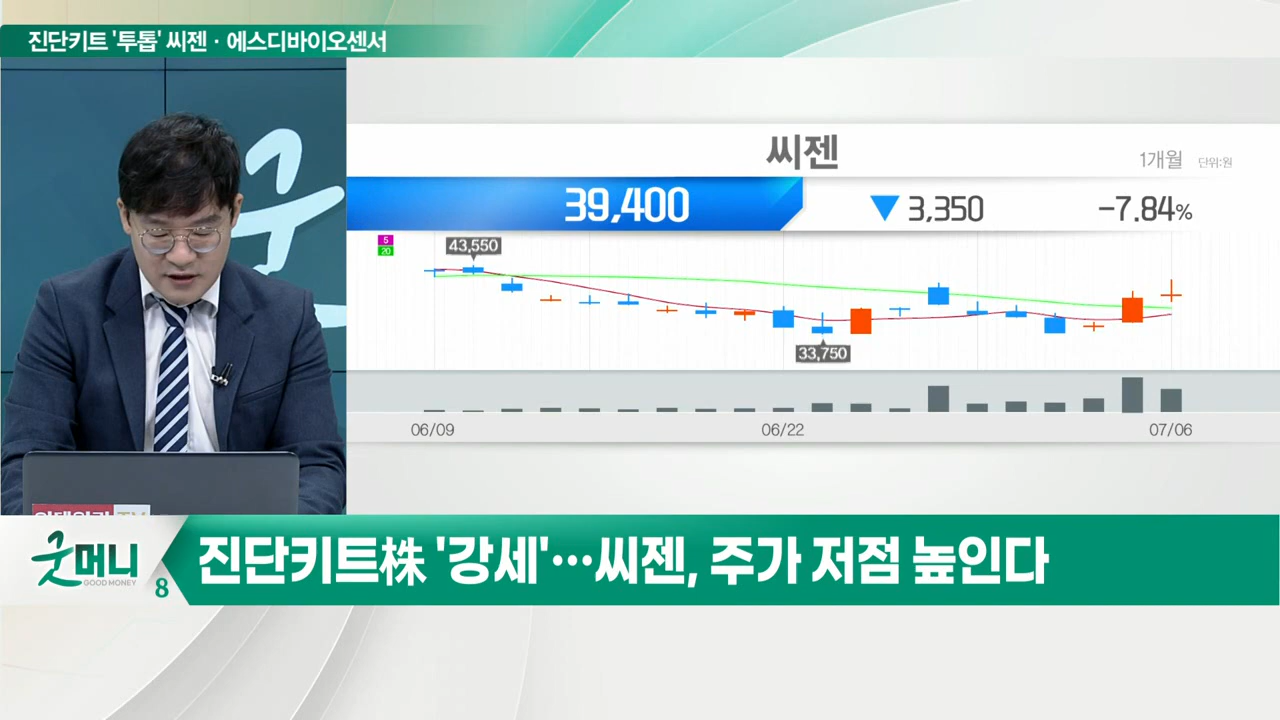 진단키트 '투톱' 씨젠 · 에스디바이오센서
씨젠
1개월 단위:원
39,400 ▼ 3,350 -7.84%
5
20
43,550
33,750
06/09 06/22 07/06
굿머니
GOOD MONEY
8
진단키트株 '강세'…씨젠, 주가 저점 높인다